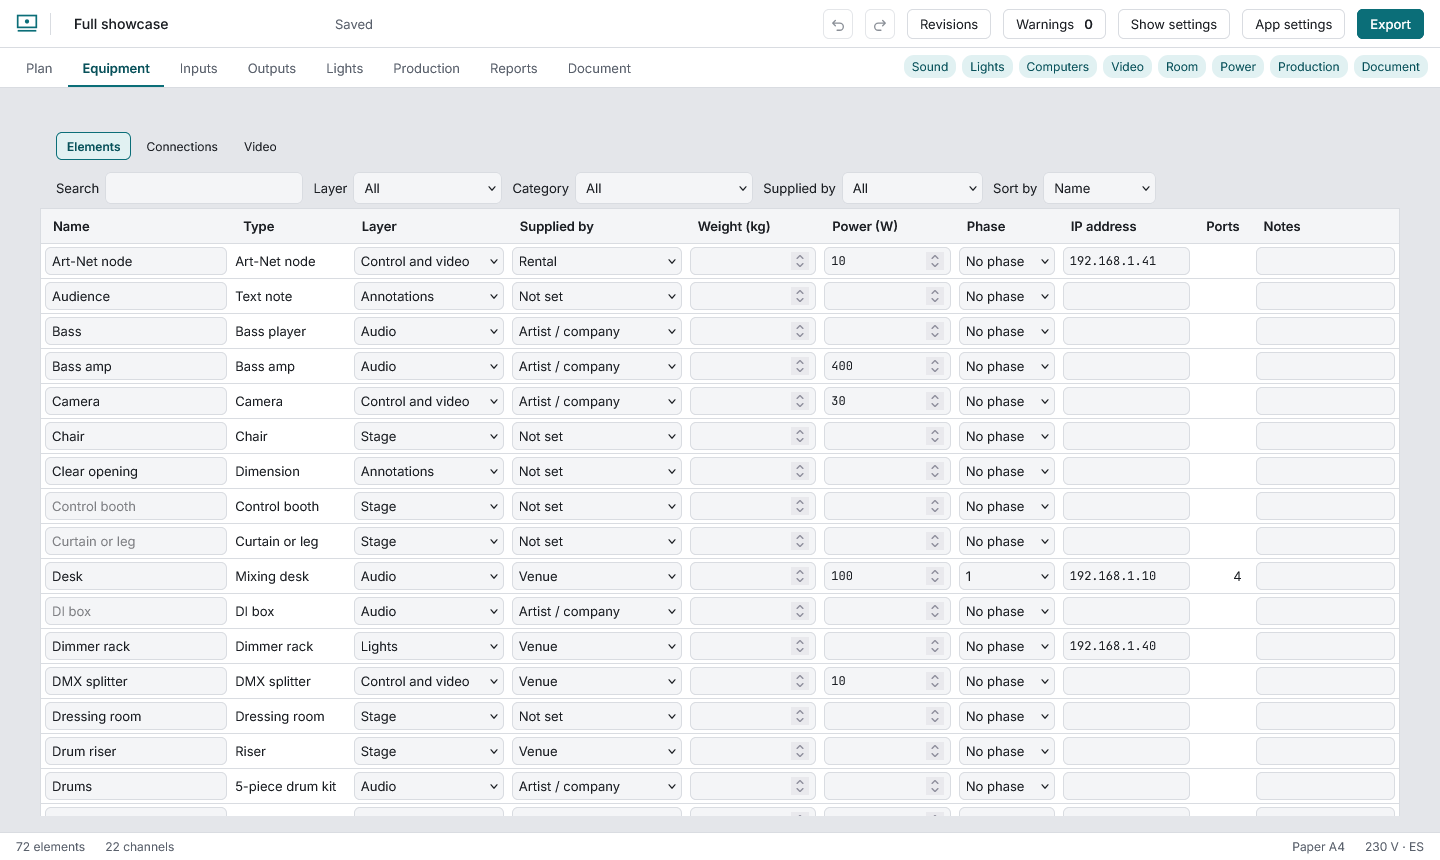 Full showcase Saved Revisions Warnings 0 Show settings App settings Export
Plan Equipment Inputs Outputs Lights Production Reports Document Sound Lights Computers Video Room Power Production Document
Elements Connections Video
Search Layer All Category All Supplied by All Sort by Name
Name Type Layer Supplied by Weight (kg) Power (W) Phase IP address Ports Notes
Art-Net node Art-Net node Control and video Rental 10 No phase 192.168.1.41
Audience Text note Annotations Not set No phase
Bass Bass player Audio Artist / company No phase
Bass amp Bass amp Audio Artist / company 400 No phase
Camera Camera Control and video Artist / company 30 No phase
Chair Chair Stage Not set No phase
Clear opening Dimension Annotations Not set No phase
Control booth Control booth Stage Not set No phase
Curtain or leg Curtain or leg Stage Not set No phase
Desk Mixing desk Audio Venue 100 1 192.168.1.10 4
DI box DI box Audio Artist / company No phase
Dimmer rack Dimmer rack Lights Venue No phase 192.168.1.40
DMX splitter DMX splitter Control and video Venue 10 No phase
Dressing room Dressing room Stage Not set No phase
Drum riser Riser Stage Venue No phase
Drums 5-piece drum kit Audio Artist / company No phase
72 elements 22 channels Paper A4 230 V · ES